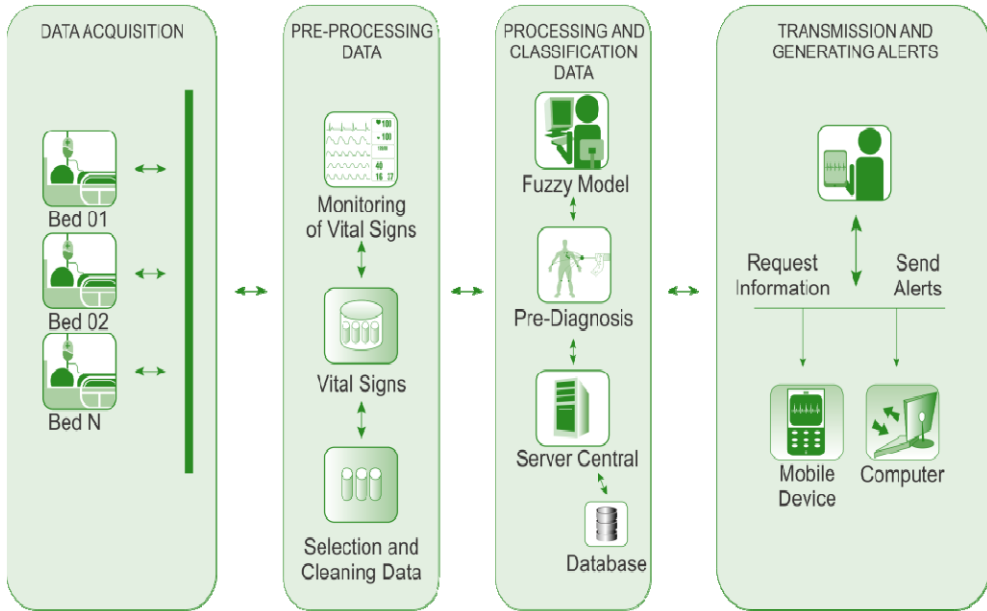 DATA ACQUISITION
Bed 01
Bed 02
Bed N
PRE-PROCESSING
DATA
Monitoring
of Vital Signs
Vital Signs
Selection and
Cleaning Data
PROCESSING AND
CLASSIFICATION
DATA
Fuzzy Model
Pre-Diagnosis
Server Central
Database
TRANSMISSION AND
GENERATING ALERTS
Request
Information
Send
Alerts
Mobile
Device
Computer